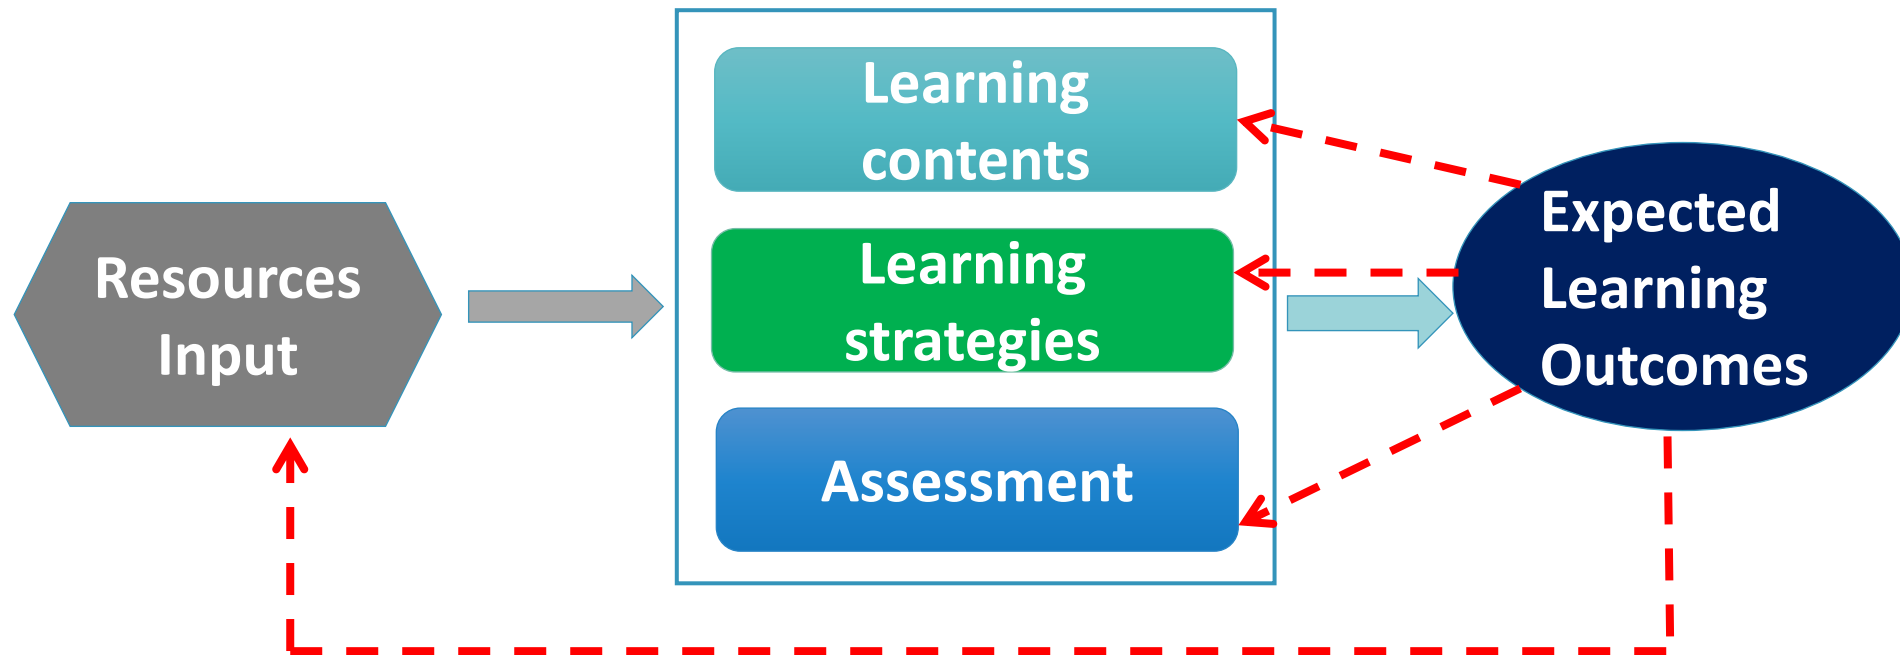 Learning
contents
Resources
Input
Learning
strategies
Assessment
Expected
Learning
Outcomes